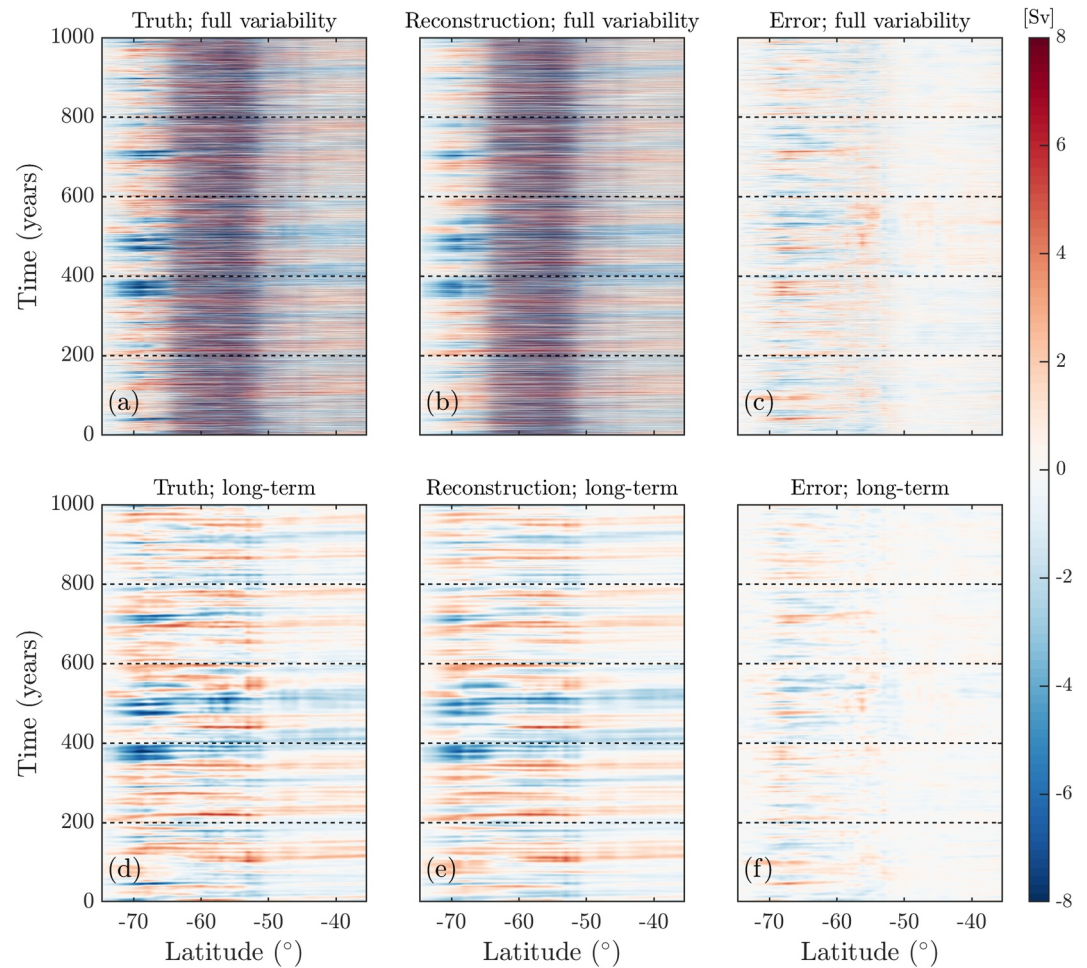 Truth; full variability
Reconstruction; full variability
Error; full variability
[Sv]
Time (years)
1000
800
600
400
200
0
(a)
(b)
(c)
8
6
4
2
0
-2
-4
-6
-8
Truth; long-term
Reconstruction; long-term
Error; long-term
Time (years)
1000
800
600
400
200
0
(d)
(e)
(f)
-70 -60 -50 -40
-70 -60 -50 -40
-70 -60 -50 -40
Latitude (°)
Latitude (°)
Latitude (°)